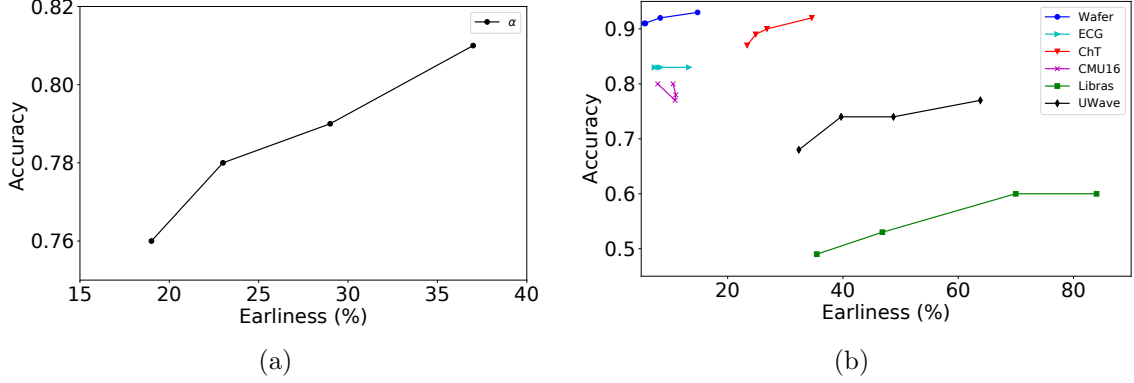 0.82
0.80
0.78
0.76
Accuracy
α
15 20 25 30 35 40
Earliness (%)
(a)
0.9
0.8
0.7
0.6
0.5
Accuracy
Wafer
ECG
ChT
CMU16
Libras
UWave
20 40 60 80
Earliness (%)
(b)